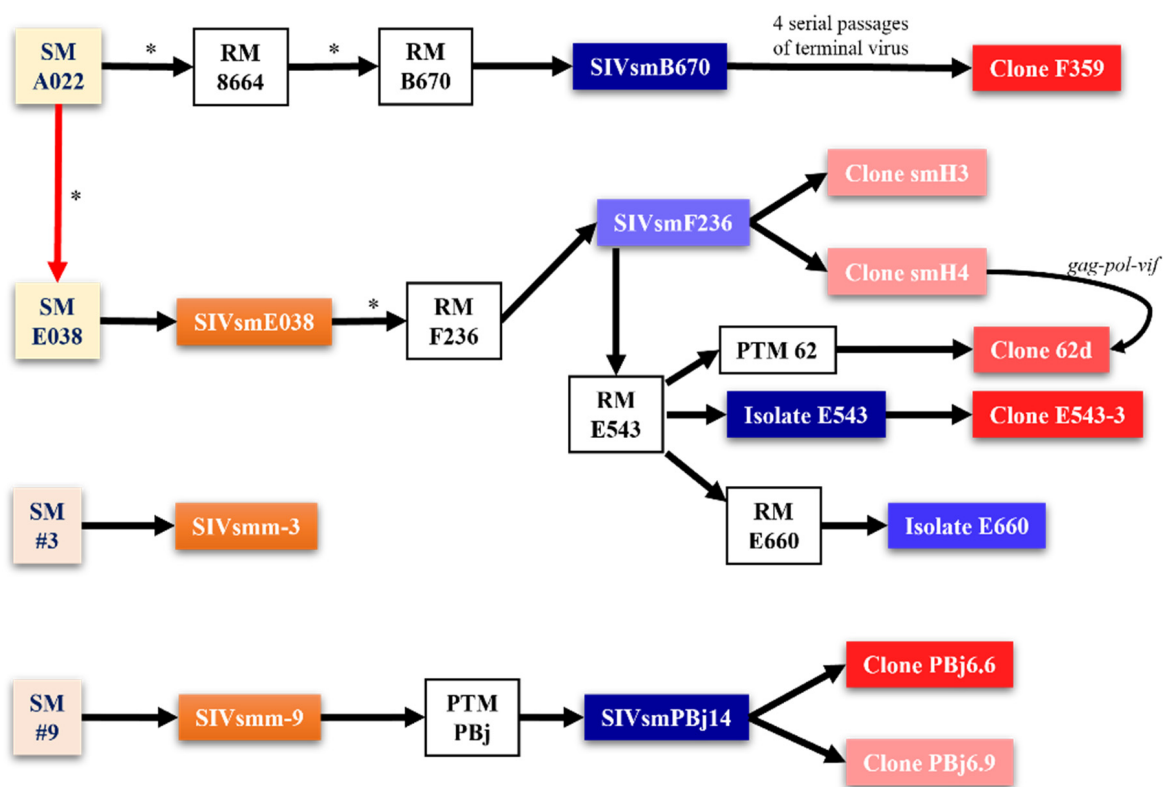 SM
A022
*
RM
8664
*
RM
B670
SIVsmB670
4 serial passages
of terminal virus
Clone F359
*
Clone smH3
SIVsmF236
Clone smH4
gag-pol-vif
SM
E038
SIVsmE038
*
RM
F236
PTM 62
Clone 62d
RM
E543
Isolate E543
Clone E543-3
SM
#3
SIVsmm-3
RM
E660
Isolate E660
Clone PBj6.6
SM
#9
SIVsmm-9
PTM
PBj
SIVsmPBj14
Clone PBj6.9